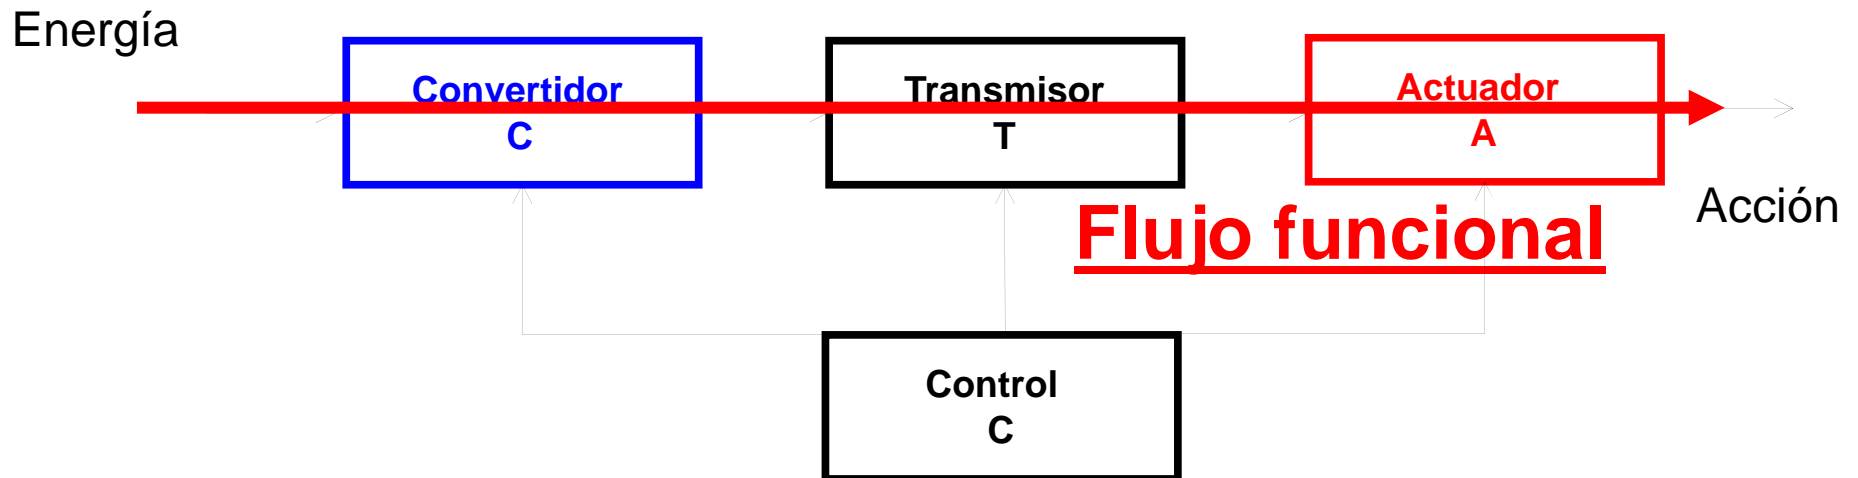 Energía
Convertidor
C
Transmisor
T
Actuador
A
Acción
Flujo funcional
Control
C